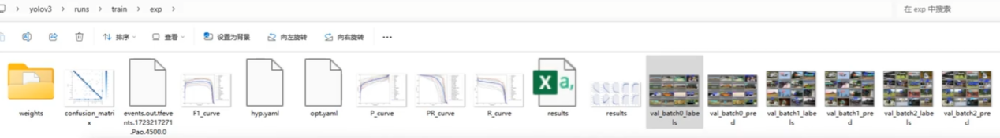 yolov3 > runs > train > exp >
在 exp 中搜索
排序
查看
设置为背景
向左旋转
向右旋转
weights
confusion_matri
x
events.out.tfeve
nts.1723217271
.Pao.4500.0
F1_curve
hyp.yaml
opt.yaml
P_curve
PR_curve
R_curve
results
results
val_batch0_labe
ls
val_batch0_pre
d
val_batch1_labe
ls
val_batch1_pre
d
val_batch2_labe
ls
val_batch2_pre
d